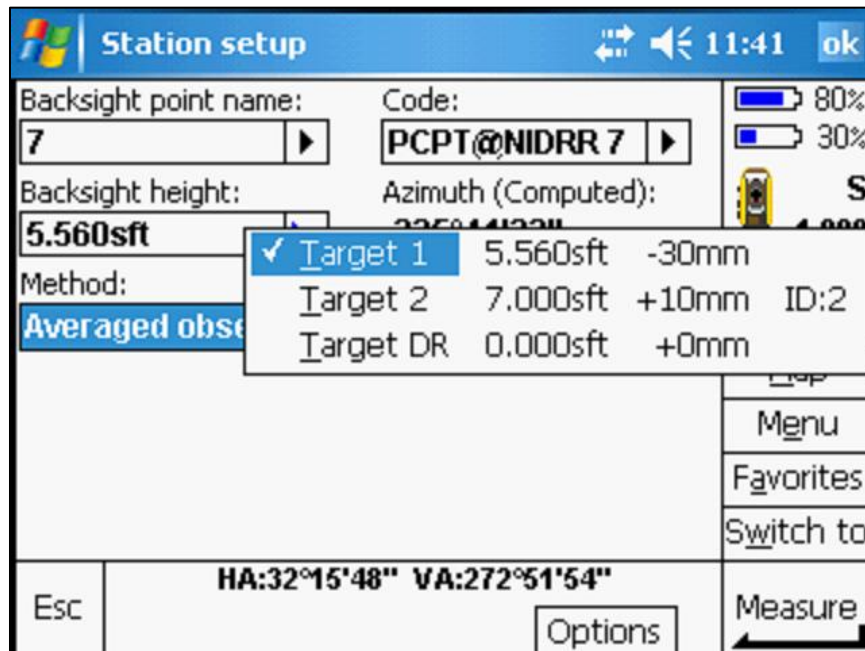 Station setup 11:41 ok
Backsight point name: Code: 80%
7 PCPT@NIDRR 7 30%
Backsight height: Azimuth (Computed): S
5.560sft
Target 1 5.560sft -30mm
Method: Target 2 7.000sft +10mm ID:2
Averaged obse Target DR 0.000sft +0mm
Menu
Favorites
Switch to
HA:32°15'48" VA:272°51'54"
Esc Options Measure